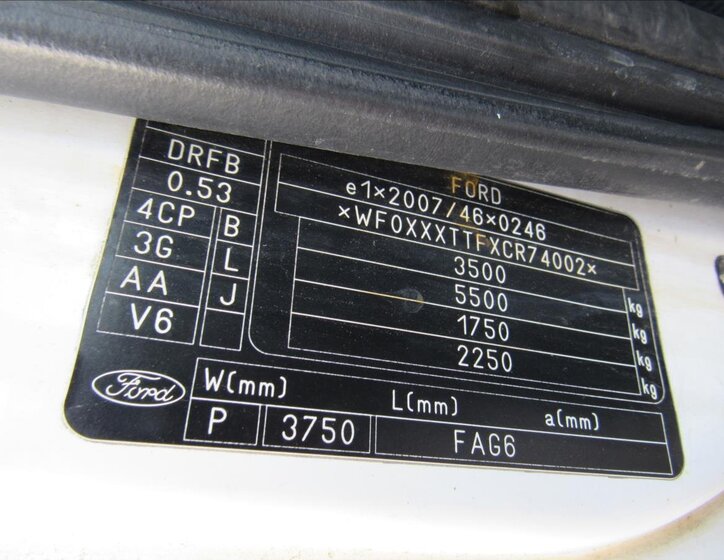 DRFB
0.53
4CP B
3G L
AA J
V6
FORD
e1×2007/46×0246
×WF0XXXTTFXCR74002×
3500 kg
5500 kg
1750 kg
2250 kg
Ford
W(mm) L(mm) a(mm)
P 3750 FAG6